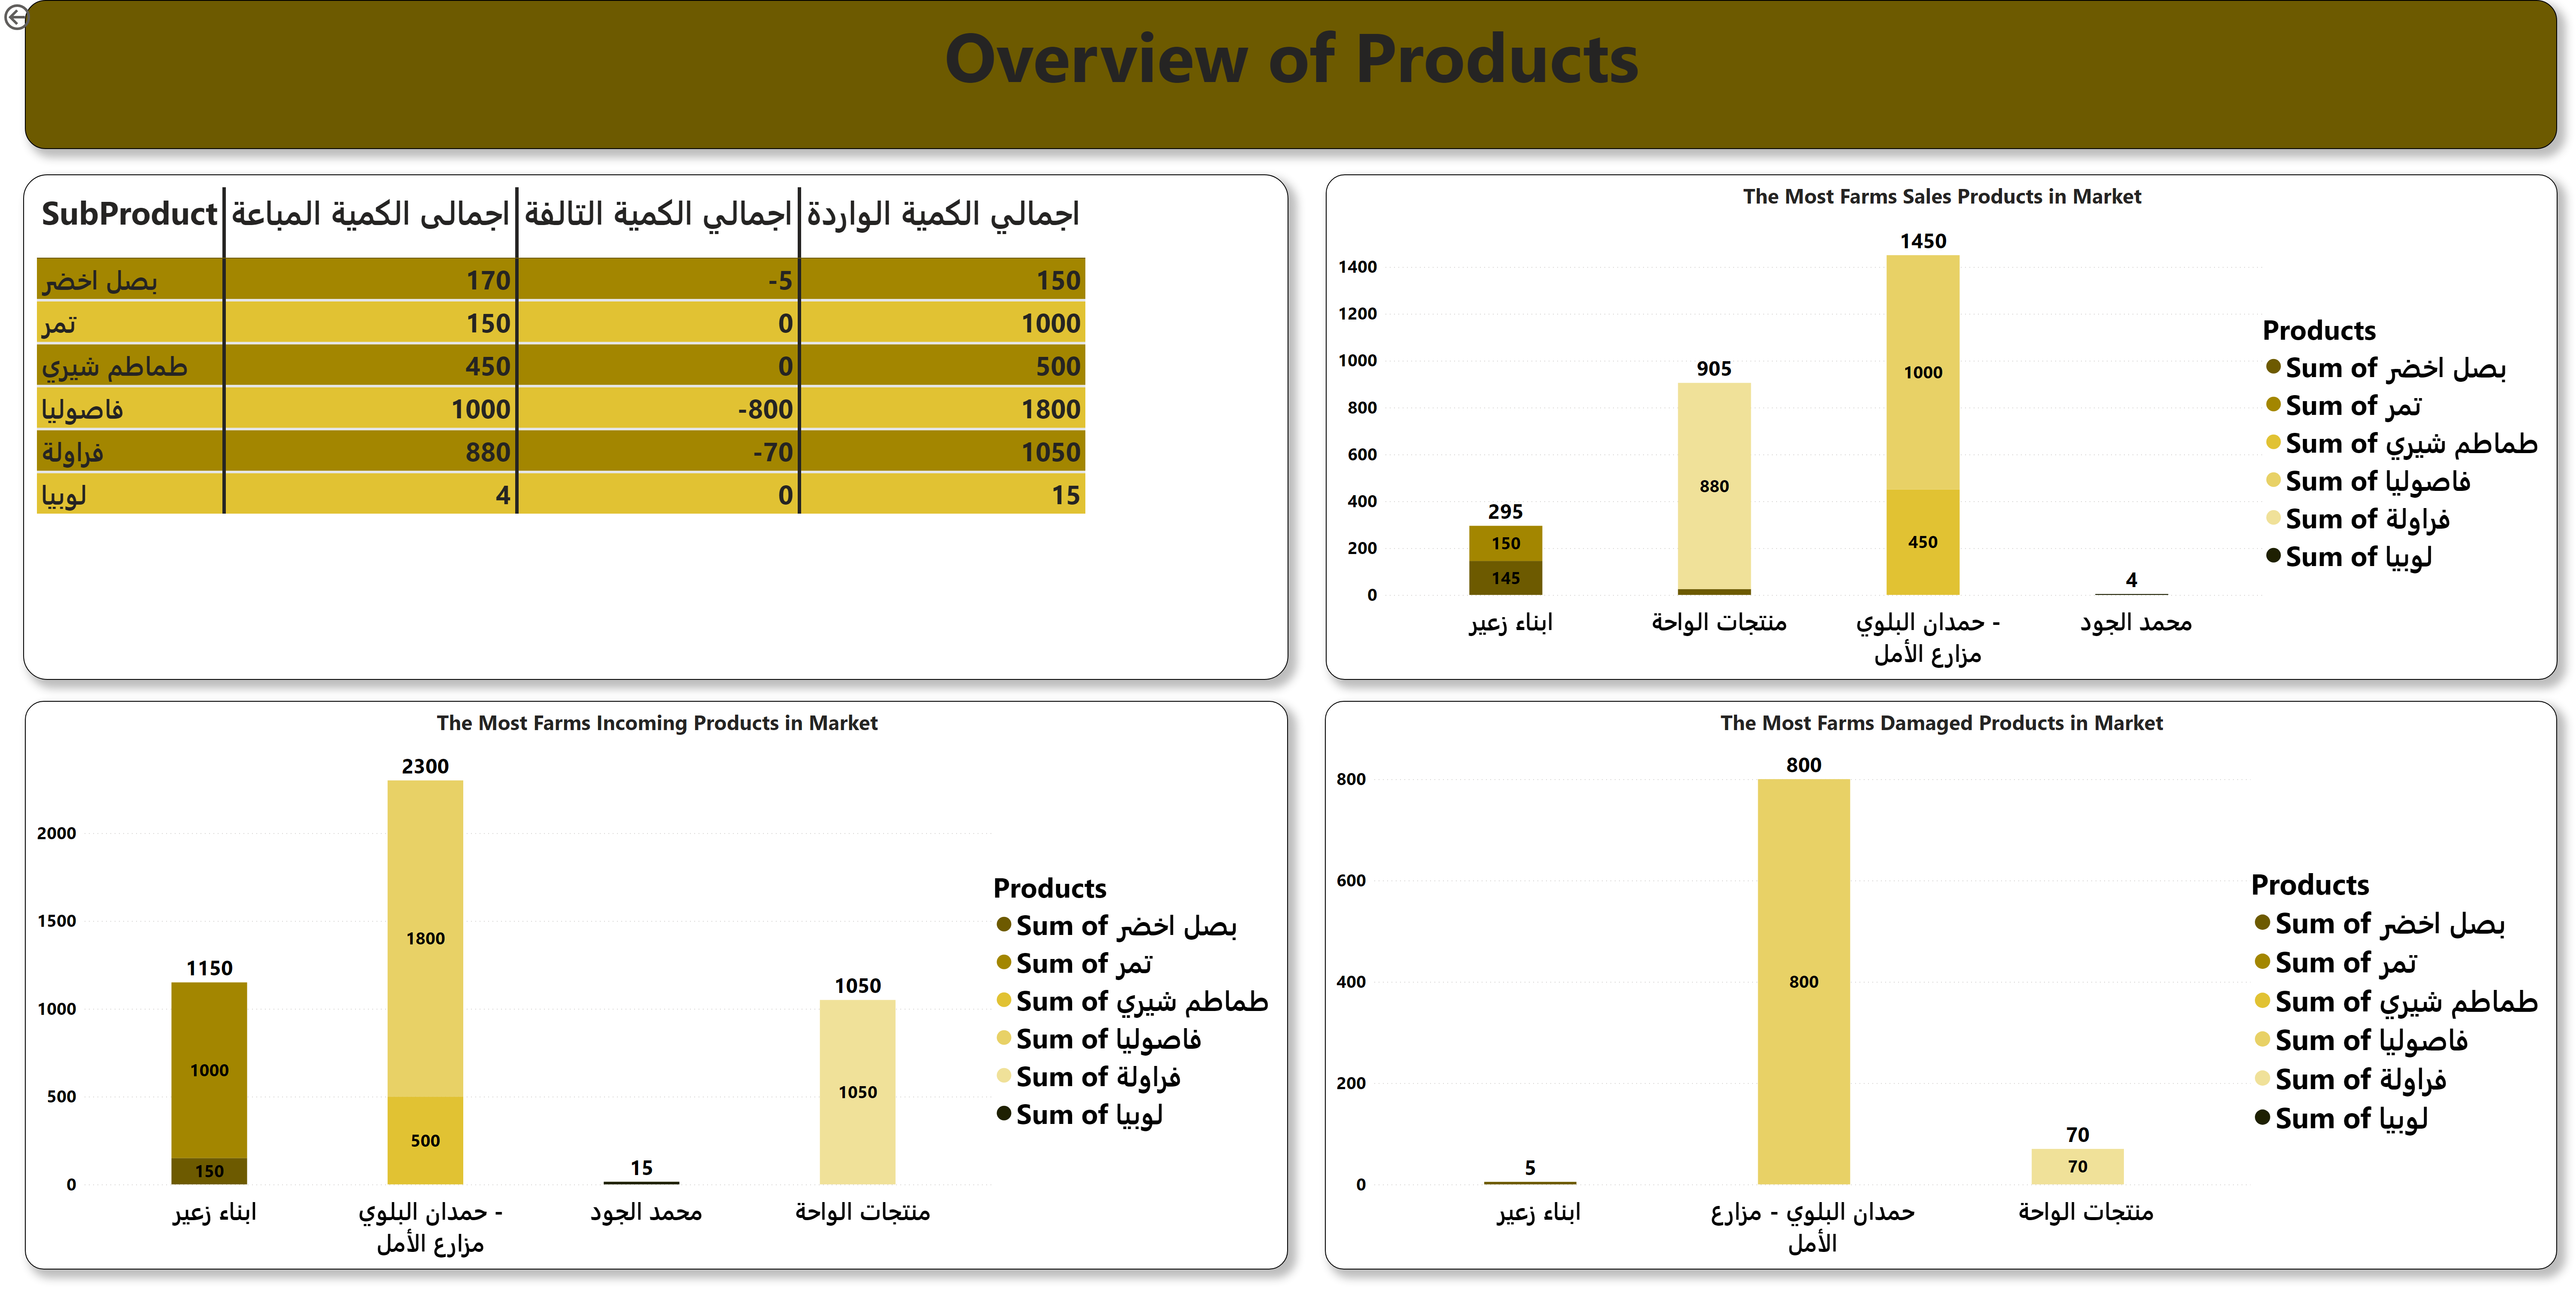 Overview of Products
SubProduct اجمالى الكمية المباعة اجمالي الكمية التالفة اجمالي الكمية الواردة
بصل اخضر 170 -5 150
تمر 150 0 1000
طماطم شيري 450 0 500
فاصوليا 1000 -800 1800
فراولة 880 -70 1050
لوبيا 4 0 15
The Most Farms Sales Products in Market
1400
1200
1000
800
600
400
200
0
295
150
145
905
880
1450
1000
450
4
ابناء زعير
منتجات الواحة
حمدان البلوي -
مزارع الأمل
محمد الجود
Products
Sum of بصل اخضر
Sum of تمر
Sum of طماطم شيري
Sum of فاصوليا
Sum of فراولة
Sum of لوبيا
The Most Farms Incoming Products in Market
2000
1500
1000
500
0
1150
1000
150
2300
1800
500
15
1050
1050
ابناء زعير
حمدان البلوي -
مزارع الأمل
محمد الجود
منتجات الواحة
Products
Sum of بصل اخضر
Sum of تمر
Sum of طماطم شيري
Sum of فاصوليا
Sum of فراولة
Sum of لوبيا
The Most Farms Damaged Products in Market
800
600
400
200
0
5
800
800
70
70
ابناء زعير
حمدان البلوي - مزارع
الأمل
منتجات الواحة
Products
Sum of بصل اخضر
Sum of تمر
Sum of طماطم شيري
Sum of فاصوليا
Sum of فراولة
Sum of لوبيا